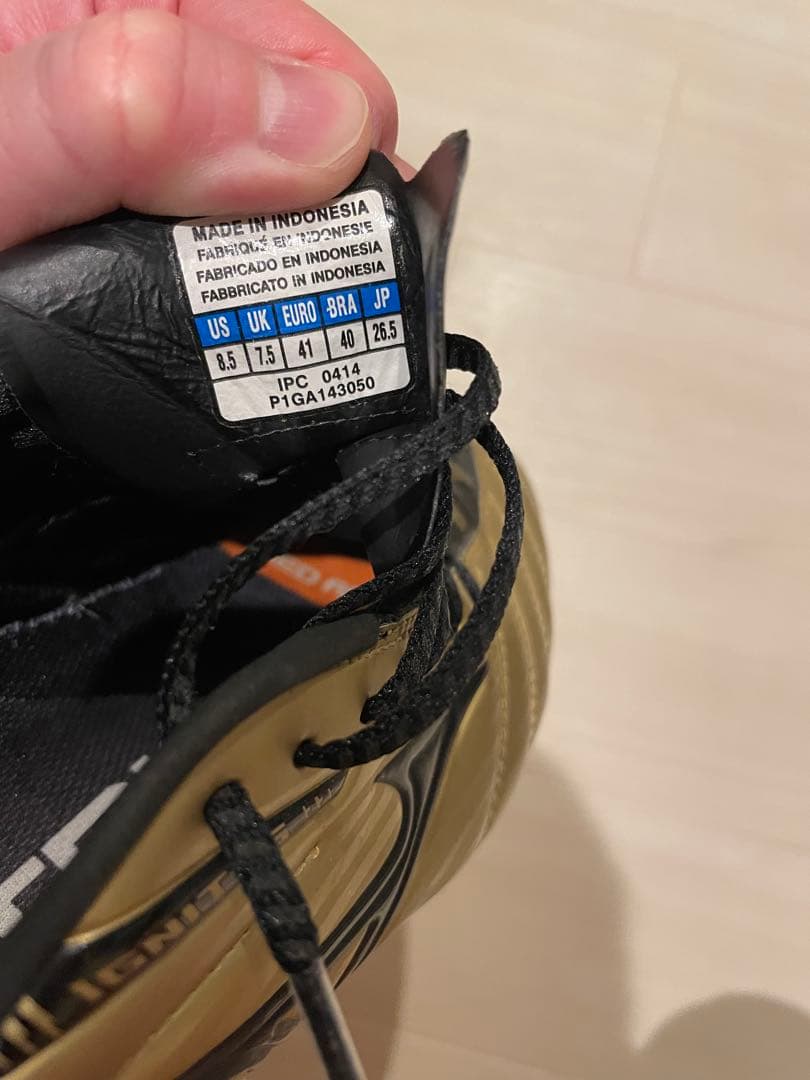 MADE IN INDONESIA
FABRIQUÉ EN INDONESIE
FABRICADO EN INDONESIA
FABBRICATO IN INDONESIA
US UK EURO BRA JP
8.5 7.5 41 40 26.5
IPC 0414
P1GA143050
IGNIT